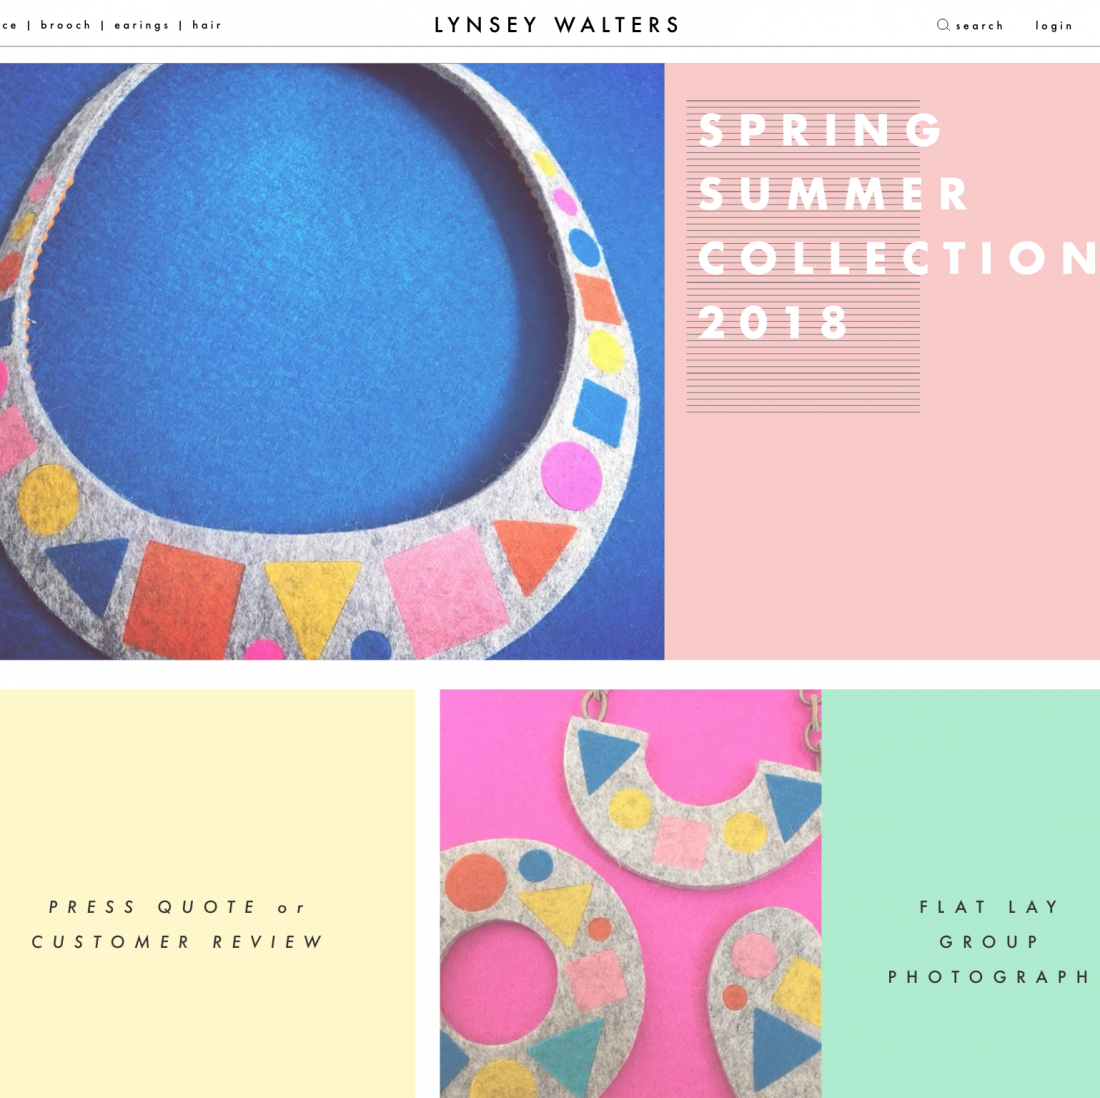 ce | brooch | earings | hair
LYNSEY WALTERS
search
login
SPRING
SUMMER
COLLECTION
2018
PRESS QUOTE or
CUSTOMER REVIEW
FLAT LAY
GROUP
PHOTOGRAPH